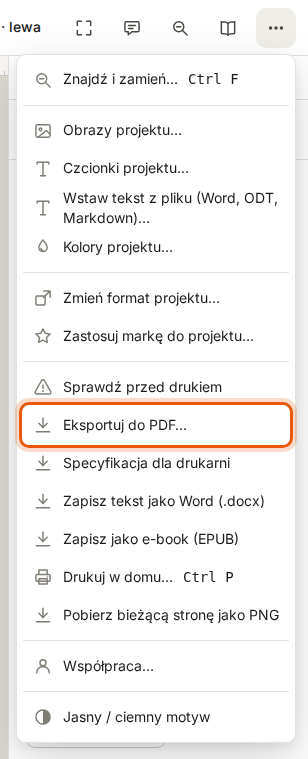 · lewa
Znajdź i zamień... Ctrl F
Obrazy projektu...
Czcionki projektu...
Wstaw tekst z pliku (Word, ODT,
Markdown)...
Kolory projektu...
Zmień format projektu...
Zastosuj markę do projektu...
Sprawdź przed drukiem
Eksportuj do PDF...
Specyfikacja dla drukarni
Zapisz tekst jako Word (.docx)
Zapisz jako e-book (EPUB)
Drukuj w domu... Ctrl P
Pobierz bieżącą stronę jako PNG
Współpraca...
Jasny / ciemny motyw